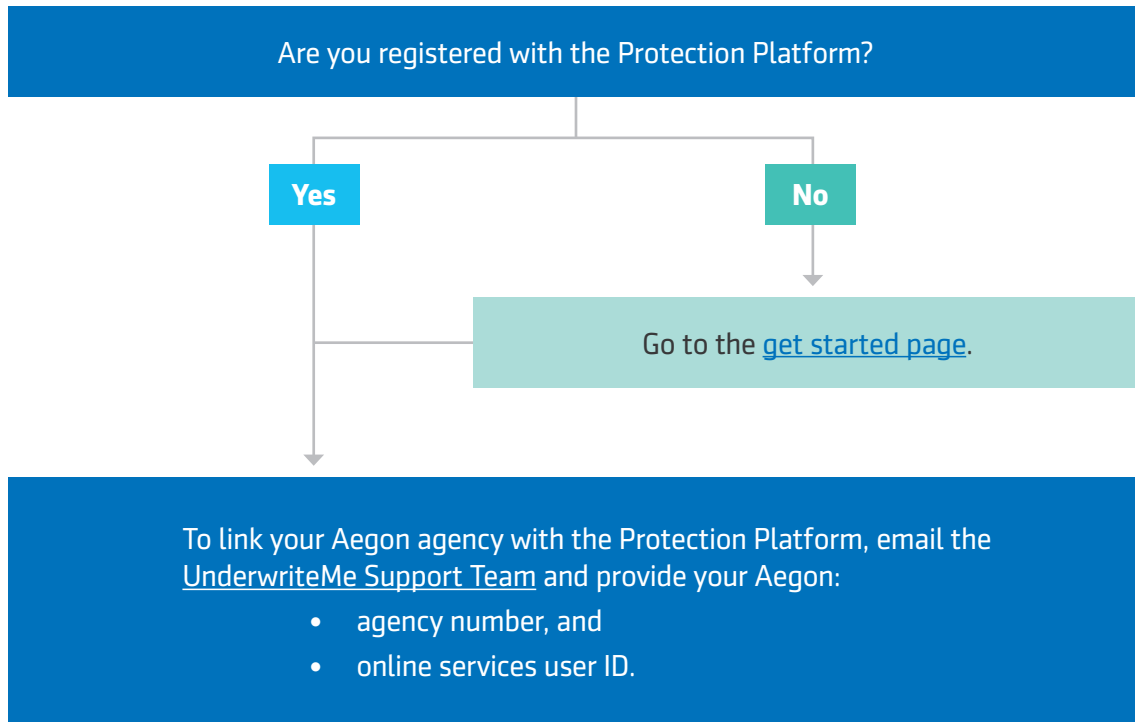 Are you registered with the Protection Platform?
Yes
No
Go to the get started page.
To link your Aegon agency with the Protection Platform, email the
UnderwriteMe Support Team and provide your Aegon:
• agency number, and
• online services user ID.